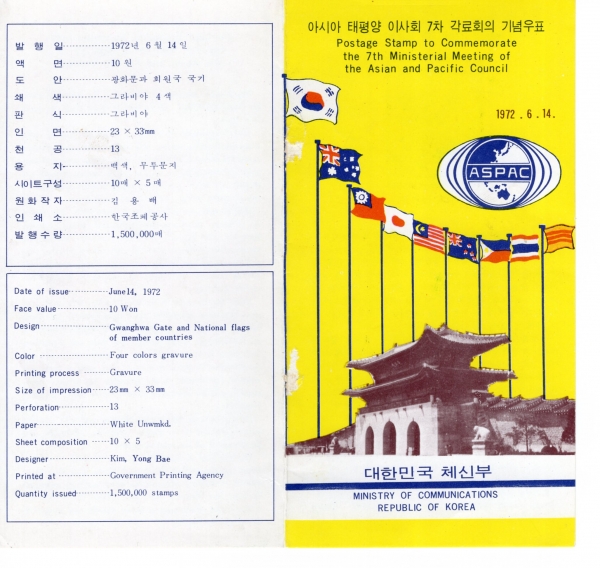 발행일 1972년 6월 14일
액면 10원
도안 광화문과 회원국 국기
쇄색 그라비아 4색
판식 그라비아
인면 23 × 33mm
천공 13
용지 백색, 무투문지
시이트구성 10매 × 5매
원화작자 김용배
인쇄소 한국조폐공사
발행수량 1,500,000매
Date of issue June14, 1972
Face value 10 Won
Design Gwanghwa Gate and National flags
of member countries
Color Four colors gravure
Printing process Gravure
Size of impression 23mm × 33mm
Perforation 13
Paper White Unwmkd.
Sheet composition 10 × 5
Designer Kim, Yong Bae
Printed at Government Printing Agency
Quantity issued 1,500,000 stamps
아시아 태평양 이사회 7차 각료회의 기념우표
Postage Stamp to Commemorate
the 7th Ministerial Meeting of
the Asian and Pacific Council
1972. 6. 14.
ASPAC
대한민국 체신부
MINISTRY OF COMMUNICATIONS
REPUBLIC OF KOREA